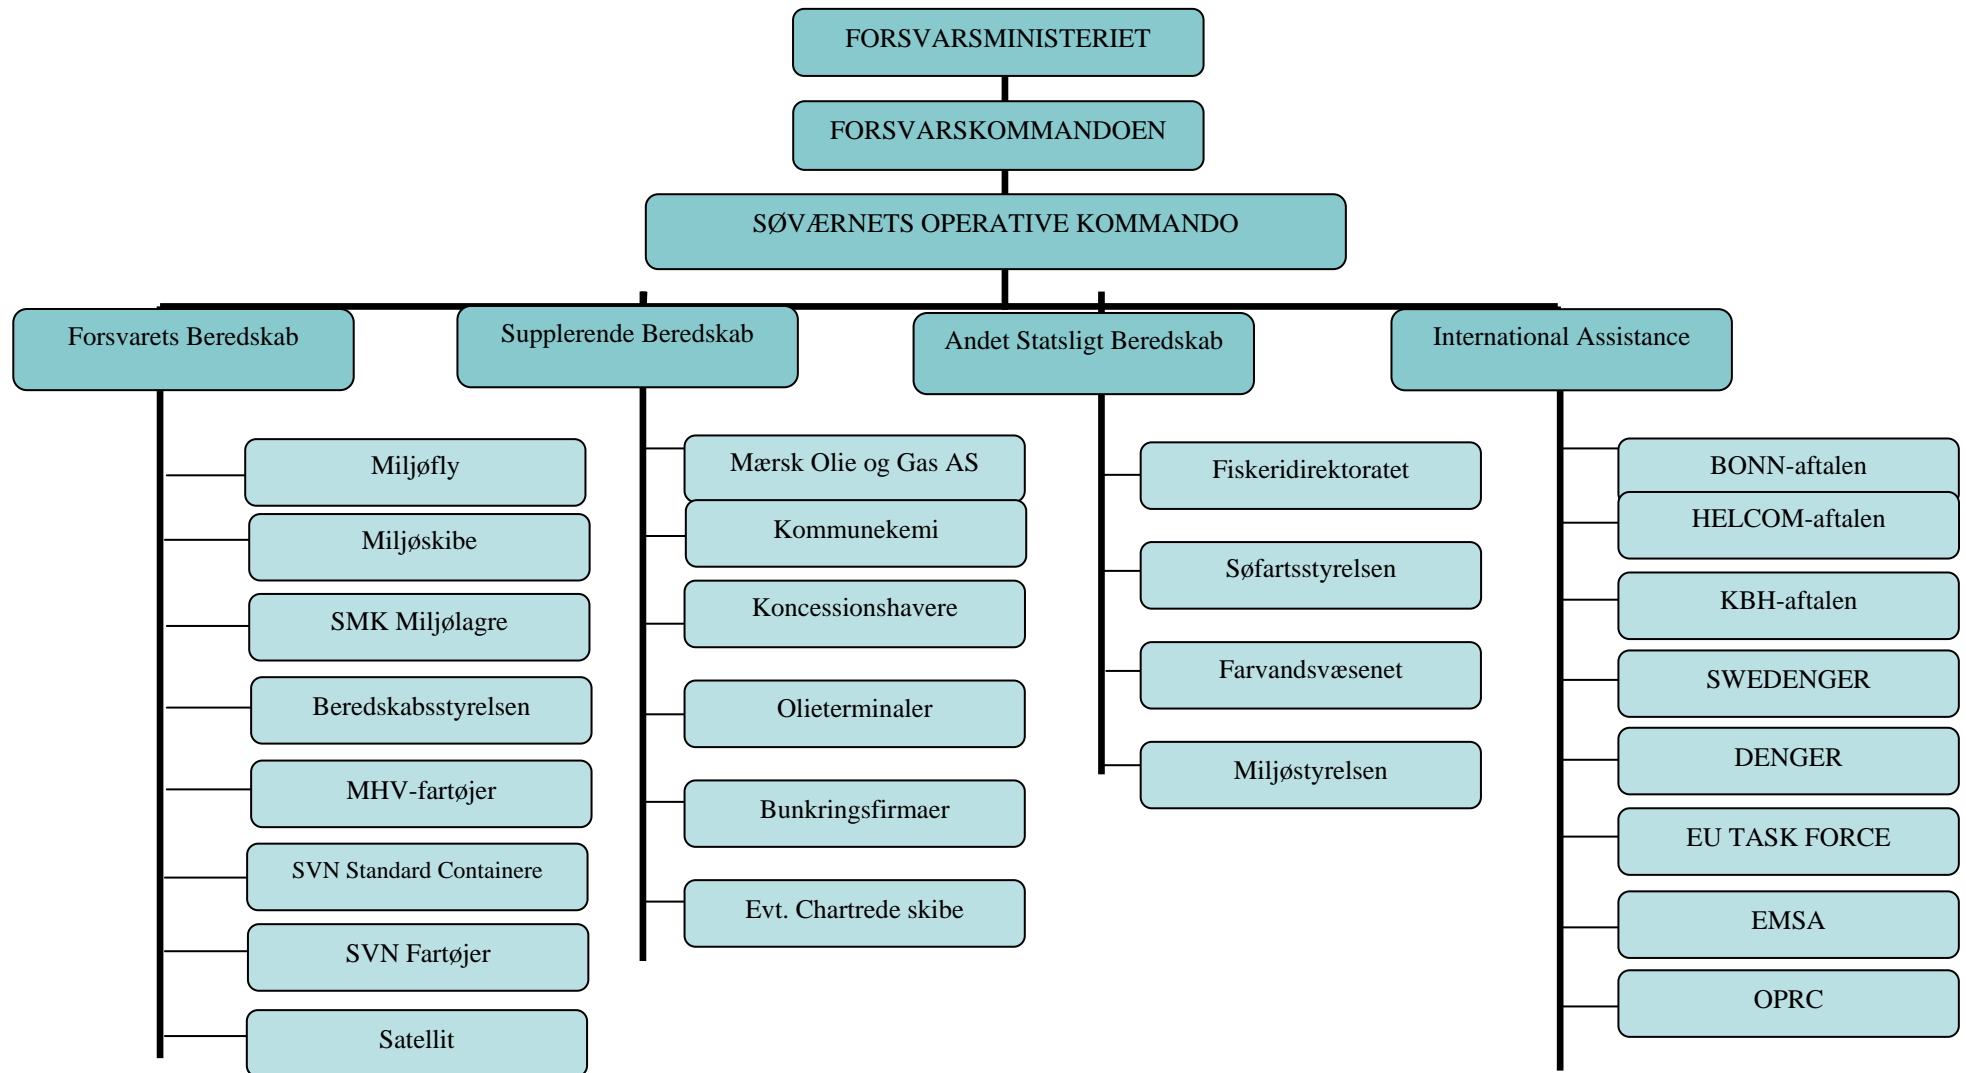 FORSVARSMINISTERIET
FORSVARSKOMMANDOEN
SØVÆRNETS OPERATIVE KOMMANDO
Forsvarets Beredskab
Supplerende Beredskab
Andet Statsligt Beredskab
International Assistance
Miljøfly
Miljøskibe
SMK Miljølagre
Beredskabsstyrelsen
MHV-fartøjer
SVN Standard Containere
SVN Fartøjer
Satellit
Mærsk Olie og Gas AS
Kommunekemi
Koncessionshavere
Olieterminaler
Bunkringsfirmaer
Evt. Chartrede skibe
Fiskeridirektoratet
Søfartsstyrelsen
Farvandsvæsenet
Miljøstyrelsen
BONN-aftalen
HELCOM-aftalen
KBH-aftalen
SWEDENGER
DENGER
EU TASK FORCE
EMSA
OPRC